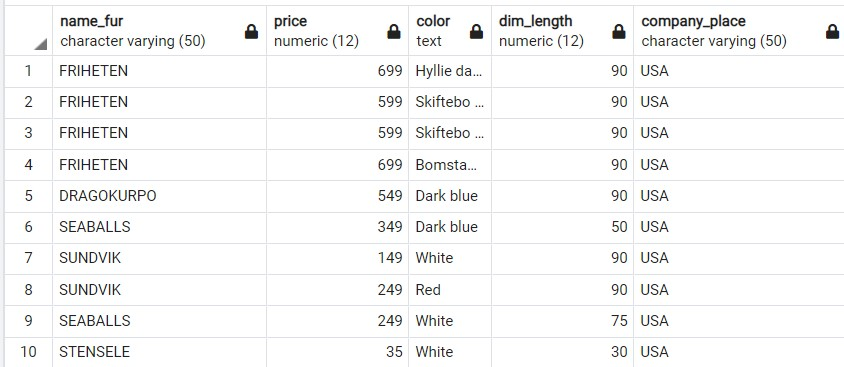 name_fur price color dim_length company_place
character varying (50) numeric (12) text numeric (12) character varying (50)
1 FRIHETEN 699 Hyllie da... 90 USA
2 FRIHETEN 599 Skiftebo ... 90 USA
3 FRIHETEN 599 Skiftebo ... 90 USA
4 FRIHETEN 699 Bomsta... 90 USA
5 DRAGOKURPO 549 Dark blue 90 USA
6 SEABALLS 349 Dark blue 50 USA
7 SUNDVIK 149 White 90 USA
8 SUNDVIK 249 Red 90 USA
9 SEABALLS 249 White 75 USA
10 STENSELE 35 White 30 USA